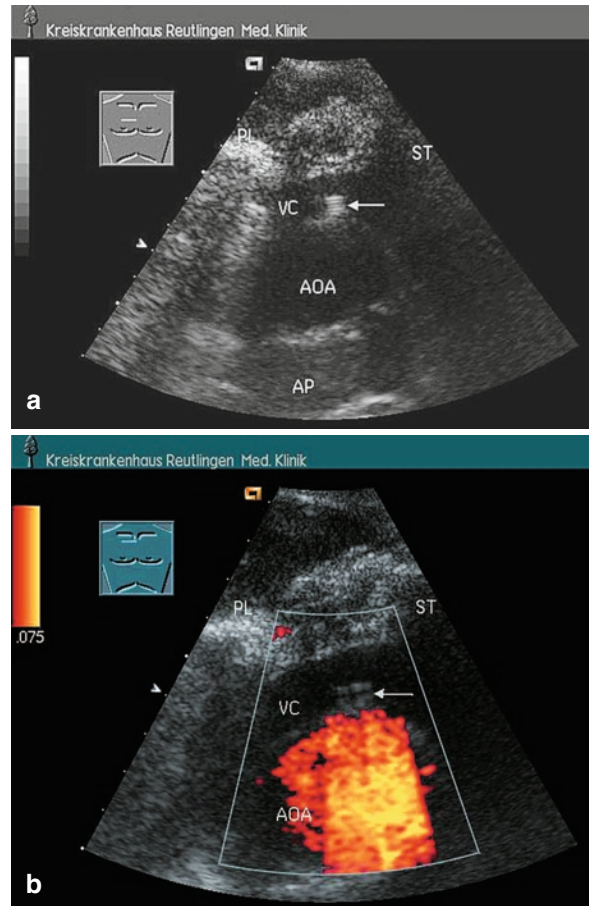 Kreiskrankenhaus Reutlingen Med. Klinik
PL
ST
VC
AOA
AP
a
Kreiskrankenhaus Reutlingen Med. Klinik
.075
PL
ST
VC
AOA
b